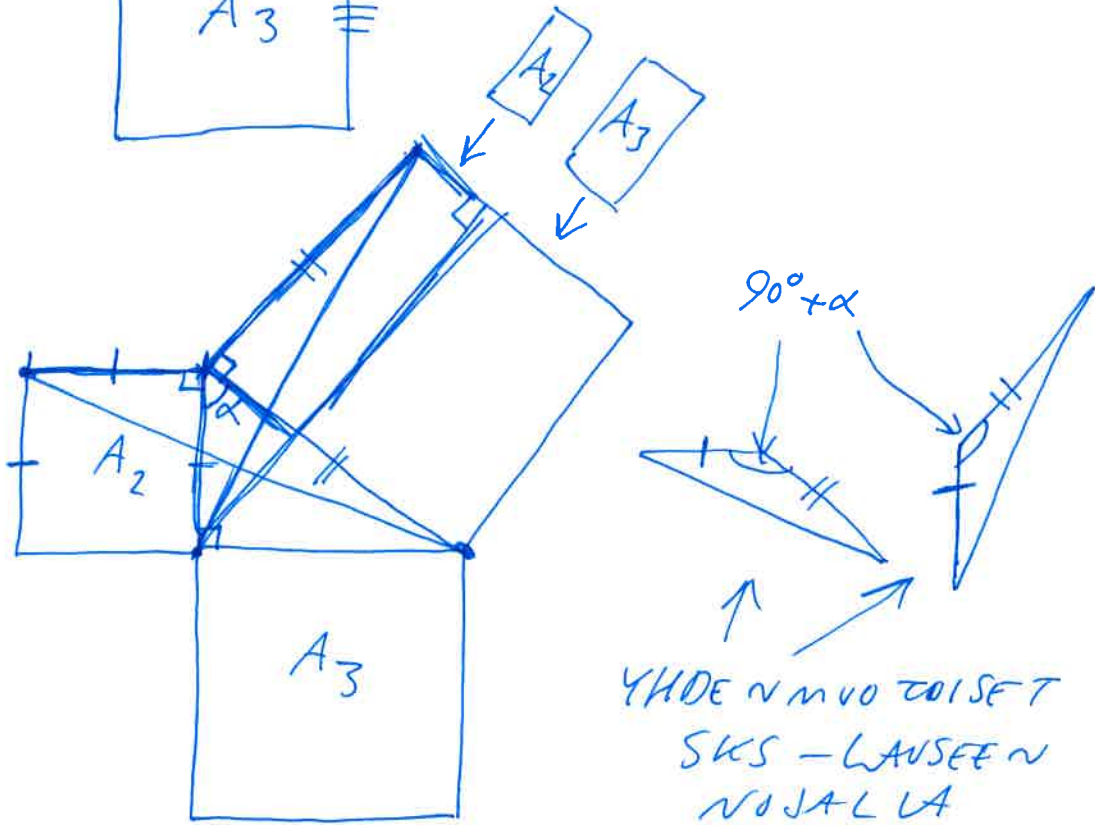 A₃
A₂
A₃
90°+α
α
A₂
A₃
YHDENMUOTOISET
SKS-LAUSEEN
NOJALLA